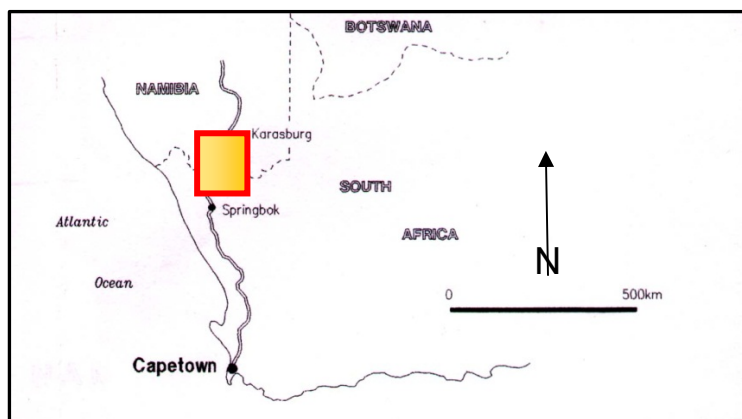 BOTSWANA
NAMIBIA
Karasburg
SOUTH
AFRICA
Springbok
Atlantic
Ocean
N
0 500km
Capetown